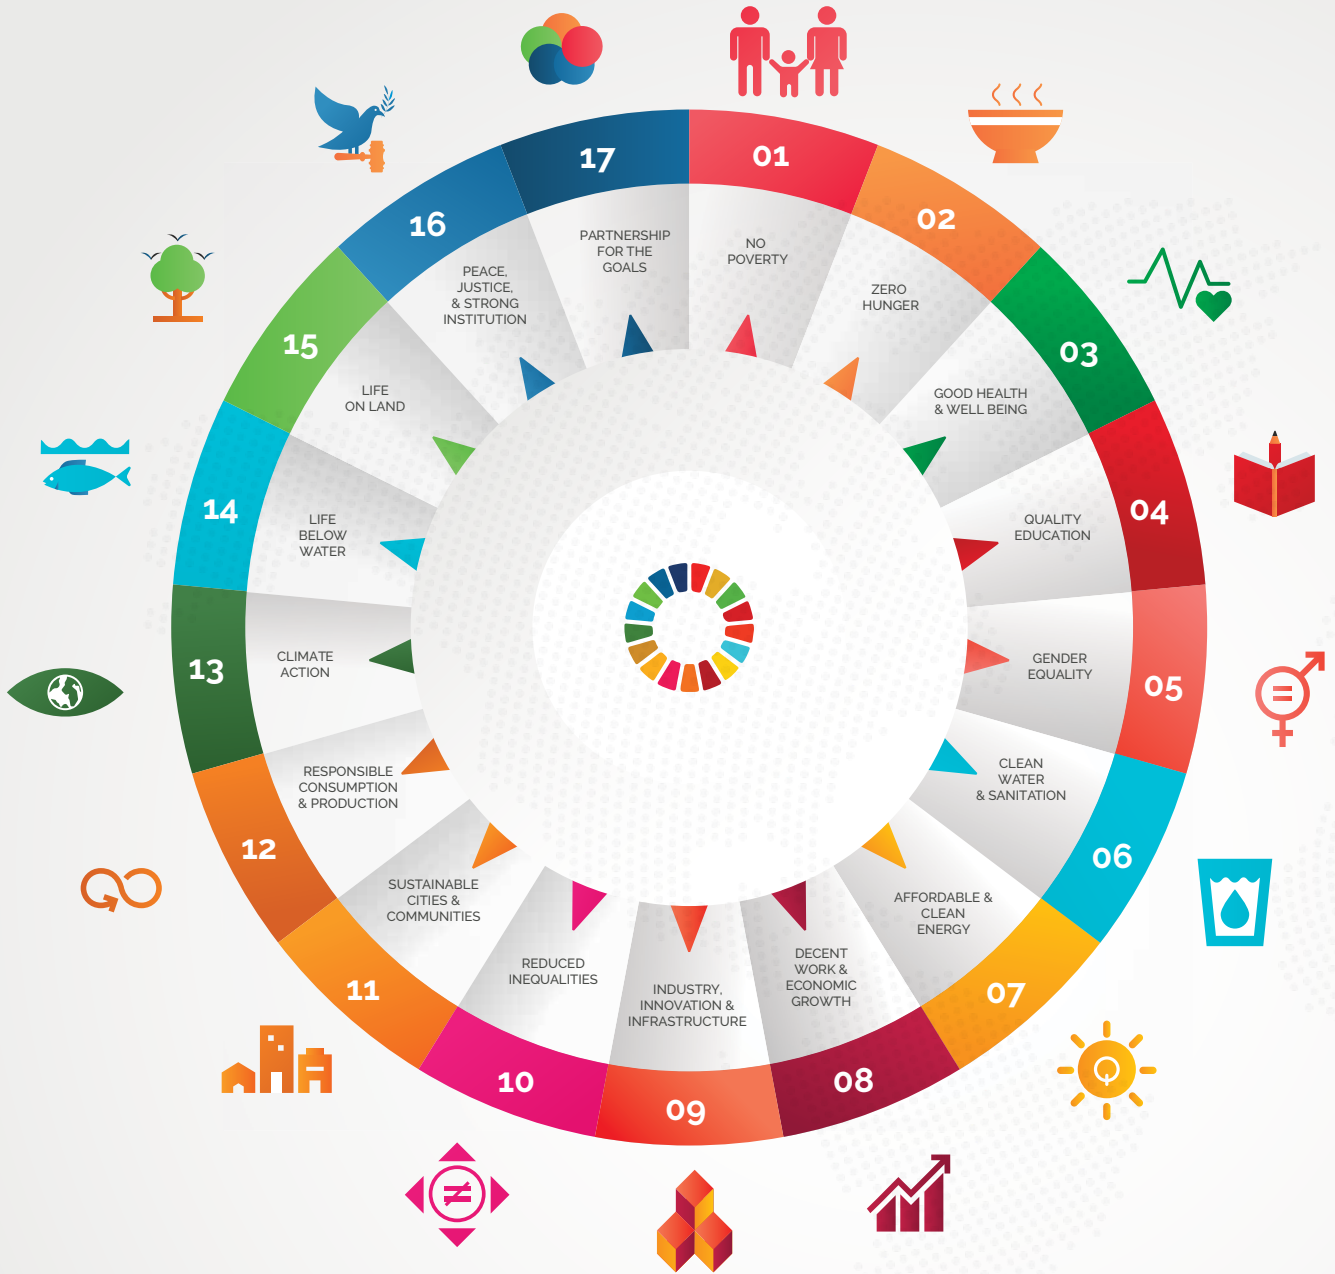 01
NO
POVERTY
02
ZERO
HUNGER
03
GOOD HEALTH
& WELL BEING
04
QUALITY
EDUCATION
05
GENDER
EQUALITY
06
CLEAN
WATER
& SANITATION
07
AFFORDABLE &
CLEAN
ENERGY
08
DECENT
WORK &
ECONOMIC
GROWTH
09
INDUSTRY,
INNOVATION &
INFRASTRUCTURE
10
REDUCED
INEQUALITIES
11
SUSTAINABLE
CITIES &
COMMUNITIES
12
RESPONSIBLE
CONSUMPTION
& PRODUCTION
13
CLIMATE
ACTION
14
LIFE
BELOW
WATER
15
LIFE
ON LAND
16
PEACE,
JUSTICE,
& STRONG
INSTITUTION
17
PARTNERSHIP
FOR THE
GOALS